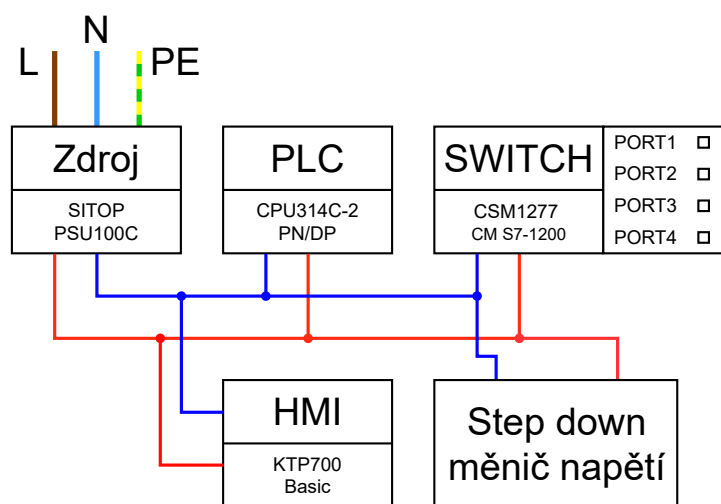 N
L
PE
Zdroj
SITOP
PSU100C
PLC
CPU314C-2
PN/DP
SWITCH
CSM1277
CM S7-1200
PORT1
PORT2
PORT3
PORT4
HMI
KTP700
Basic
Step down
měnič napětí